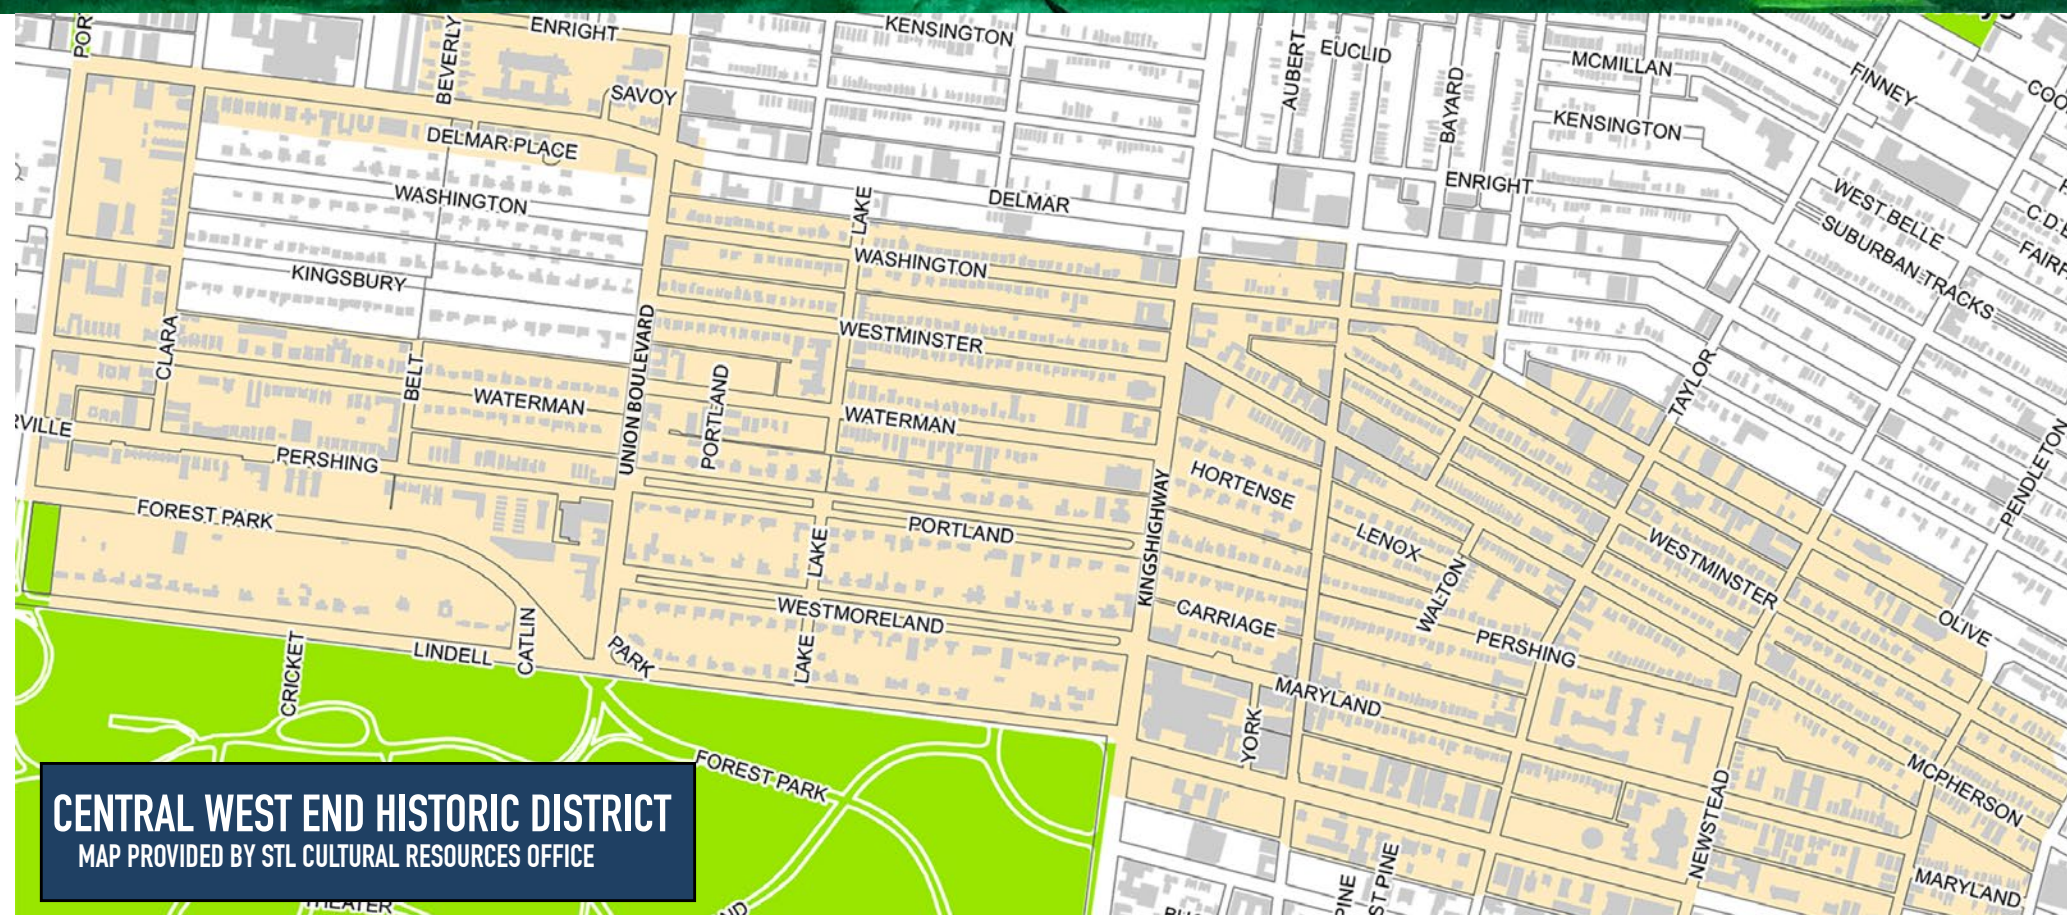 ENRIGHT
KENSINGTON
BEVERLY
AUBERT
EUCLID
MCMILLAN
FINNEY
SAVOY
BAYARD
KENSINGTON
DELMAR PLACE
ENRIGHT
WEST BELLE
WASHINGTON
LAKE
DELMAR
SUBURBAN TRACKS
WASHINGTON
KINGSBURY
CLARA
BELT
UNION BOULEVARD
WESTMINSTER
TAYLOR
PORTLAND
WATERMAN
WATERMAN
PENDLETON
PERSHING
HORTENSE
KINGSHIGHWAY
FOREST PARK
PORTLAND
LENOX
WESTMINSTER
LAKE
WALTON
WESTMORELAND
CARRIAGE
PERSHING
OLIVE
CRICKET
LINDELL
CATLIN
PARK
LAKE
MARYLAND
YORK
FOREST PARK
MCPHERSON
NEWSTEAD
MARYLAND
CENTRAL WEST END HISTORIC DISTRICT
MAP PROVIDED BY STL CULTURAL RESOURCES OFFICE